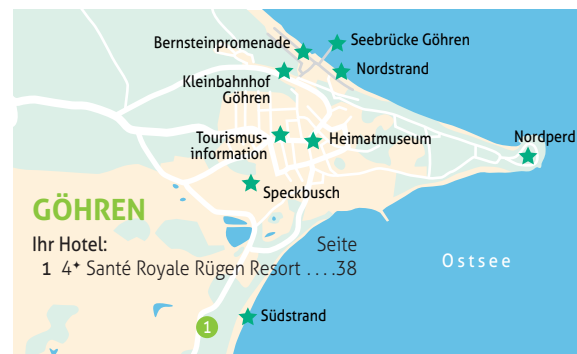 Bernsteinpromenade
Seebrücke Göhren
Kleinbahnhof
Göhren
Nordstrand
Tourismus-
information
Heimatmuseum
Nordperd
Speckbusch
GÖHREN
Ihr Hotel: Seite
1 4✦ Santé Royale Rügen Resort ....38
Ostsee
1
Südstrand